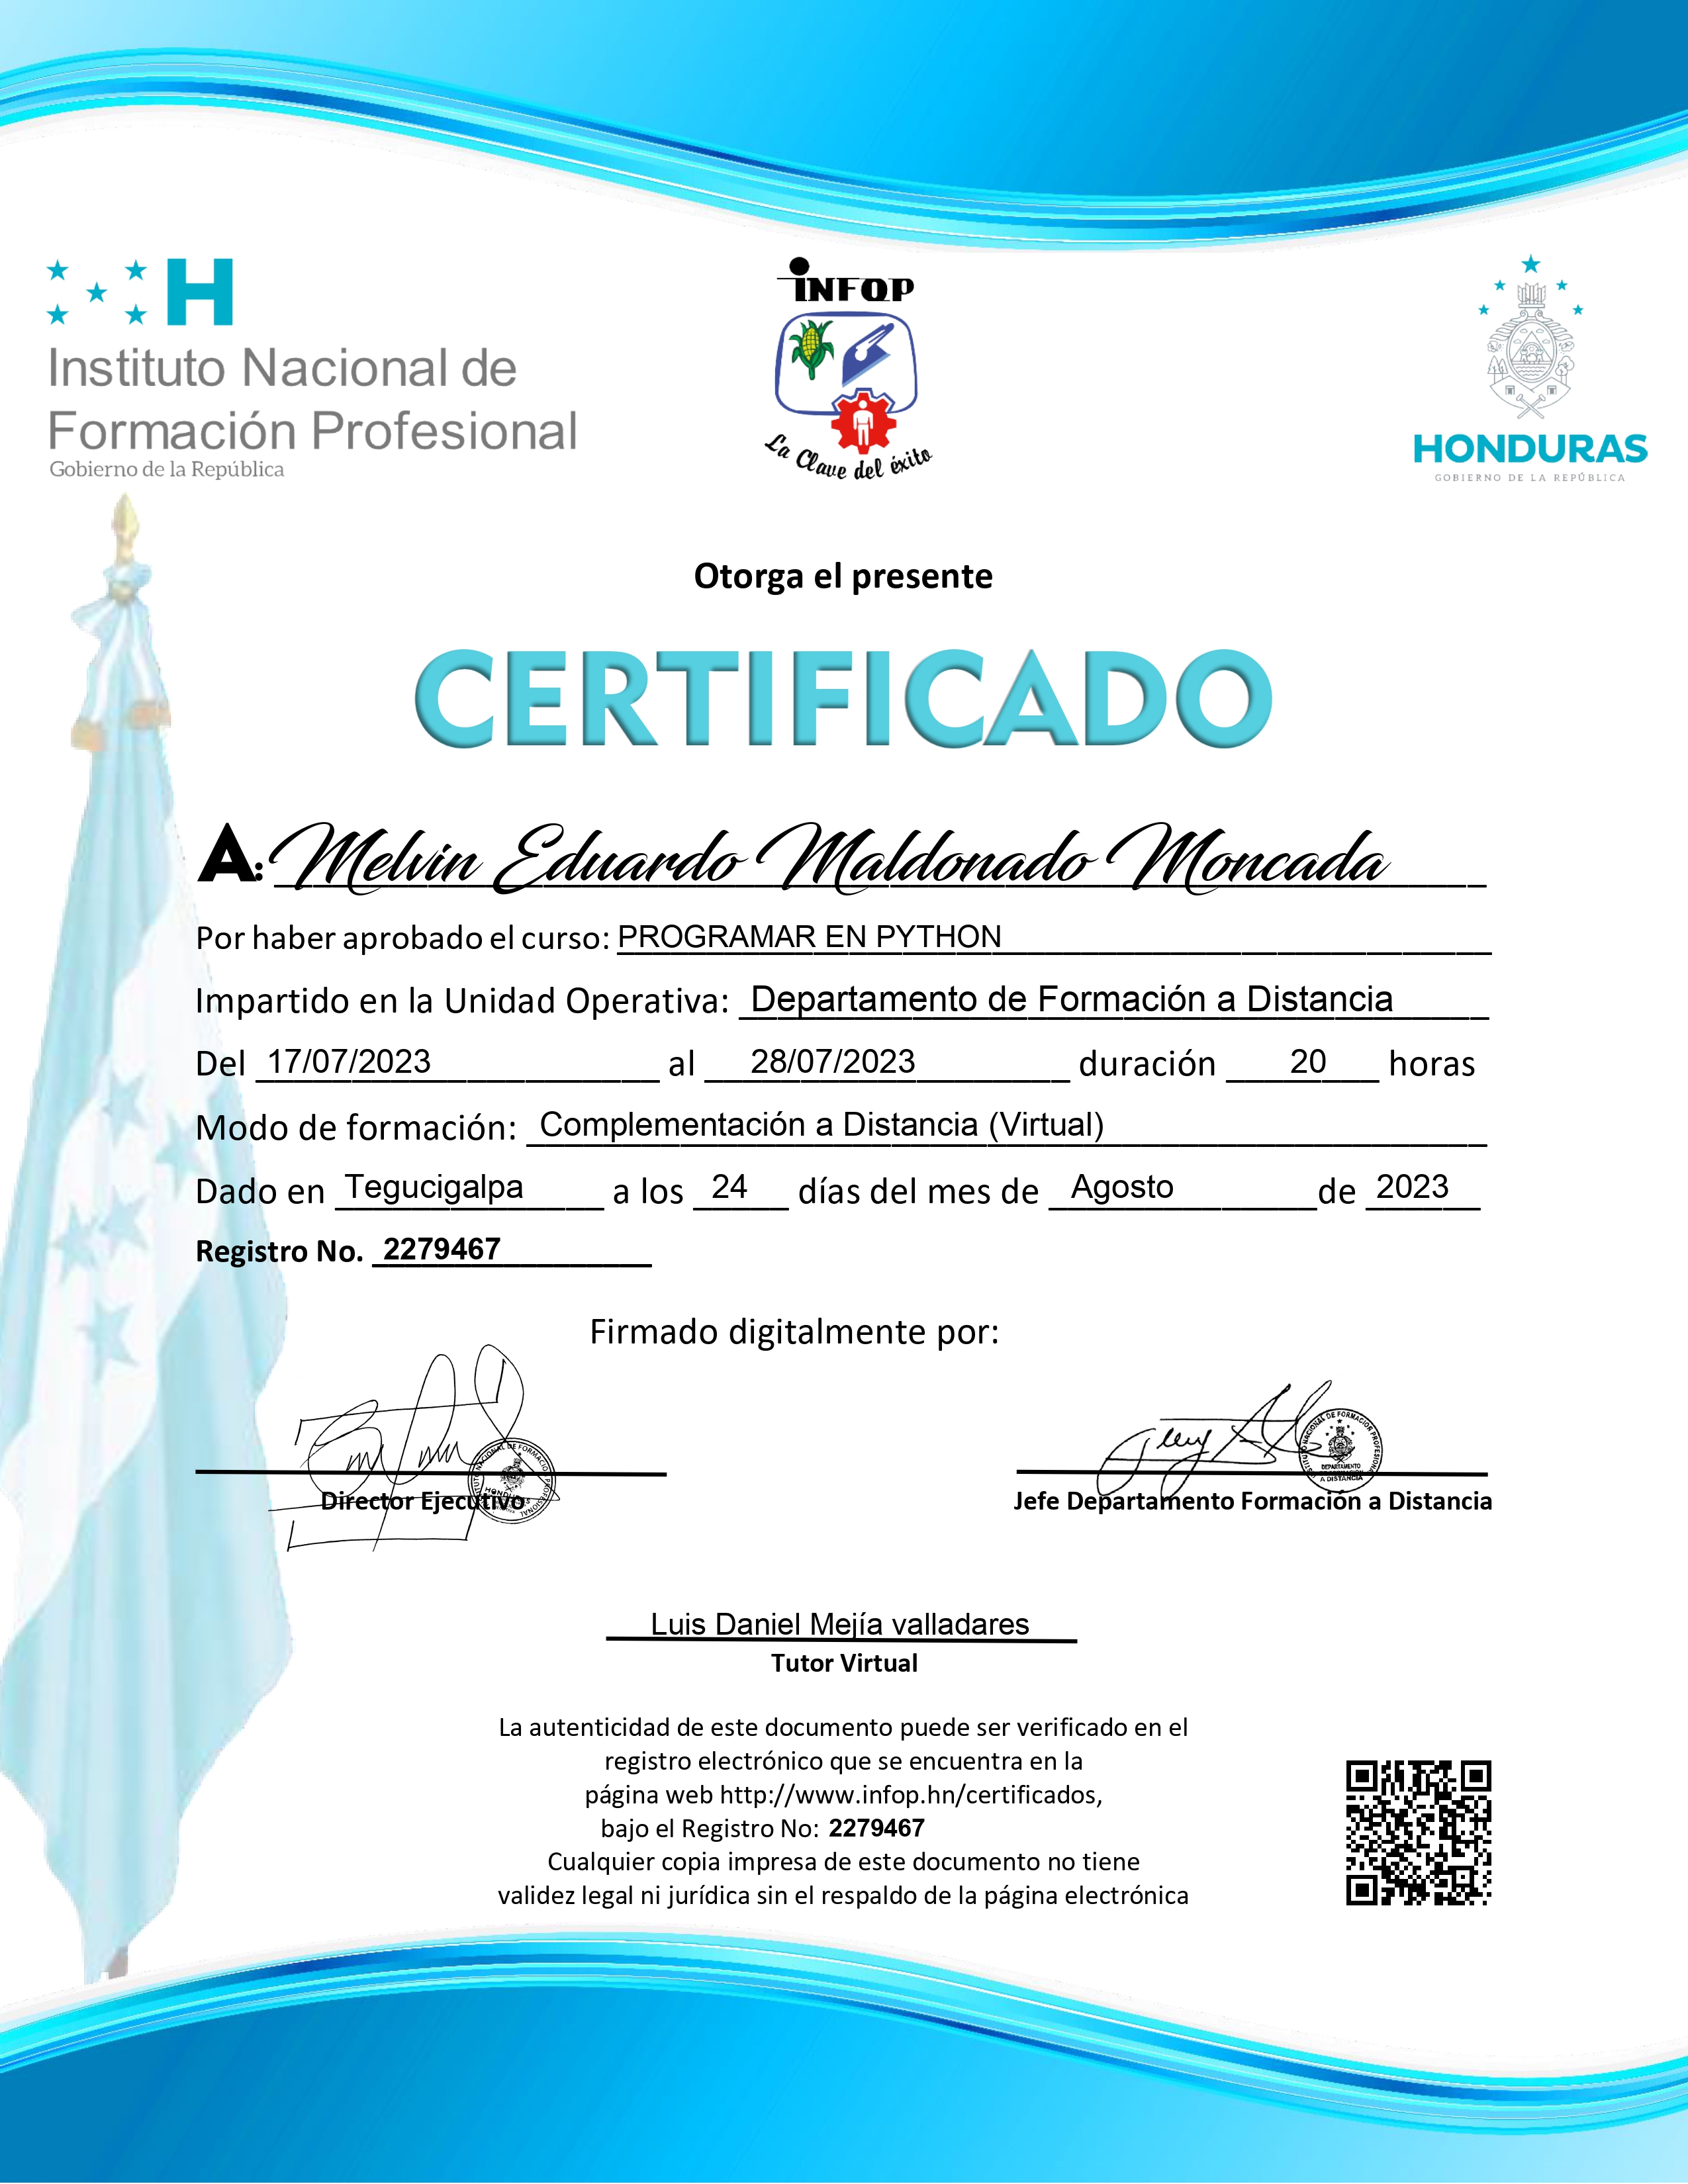 H
Instituto Nacional de
Formación Profesional
Gobierno de la República
INFOP
La Clave del éxito
HONDURAS
GOBIERNO DE LA REPÚBLICA
Otorga el presente
CERTIFICADO
A: Melvin Eduardo Maldonado Moncada
Por haber aprobado el curso: PROGRAMAR EN PYTHON
Impartido en la Unidad Operativa: Departamento de Formación a Distancia
Del 17/07/2023 al 28/07/2023 duración 20 horas
Modo de formación: Complementación a Distancia (Virtual)
Dado en Tegucigalpa a los 24 días del mes de Agosto de 2023
Registro No. 2279467
Firmado digitalmente por:
Director Ejecutivo
Jefe Departamento Formación a Distancia
Luis Daniel Mejía valladares
Tutor Virtual
La autenticidad de este documento puede ser verificado en el
registro electrónico que se encuentra en la
página web http://www.infop.hn/certificados,
bajo el Registro No: 2279467
Cualquier copia impresa de este documento no tiene
validez legal ni jurídica sin el respaldo de la página electrónica